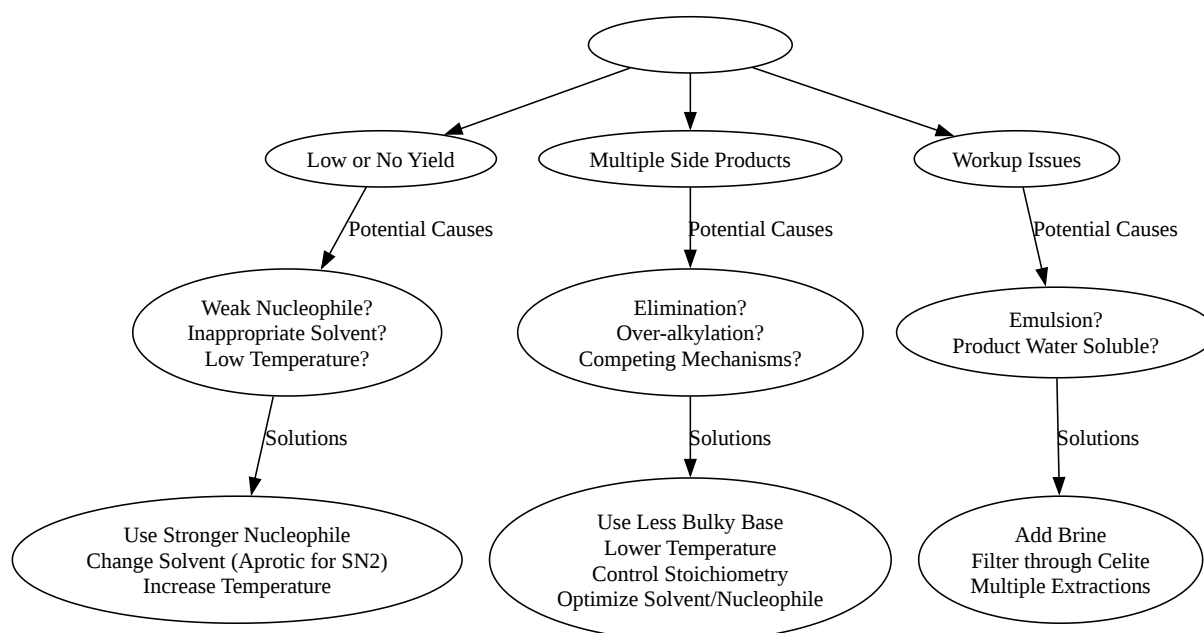 Low or No Yield
Multiple Side Products
Workup Issues
Potential Causes
Potential Causes
Potential Causes
Weak Nucleophile?
Inappropriate Solvent?
Low Temperature?
Elimination?
Over-alkylation?
Competing Mechanisms?
Emulsion?
Product Water Soluble?
Solutions
Solutions
Solutions
Use Stronger Nucleophile
Change Solvent (Aprotic for SN2)
Increase Temperature
Use Less Bulky Base
Lower Temperature
Control Stoichiometry
Optimize Solvent/Nucleophile
Add Brine
Filter through Celite
Multiple Extractions